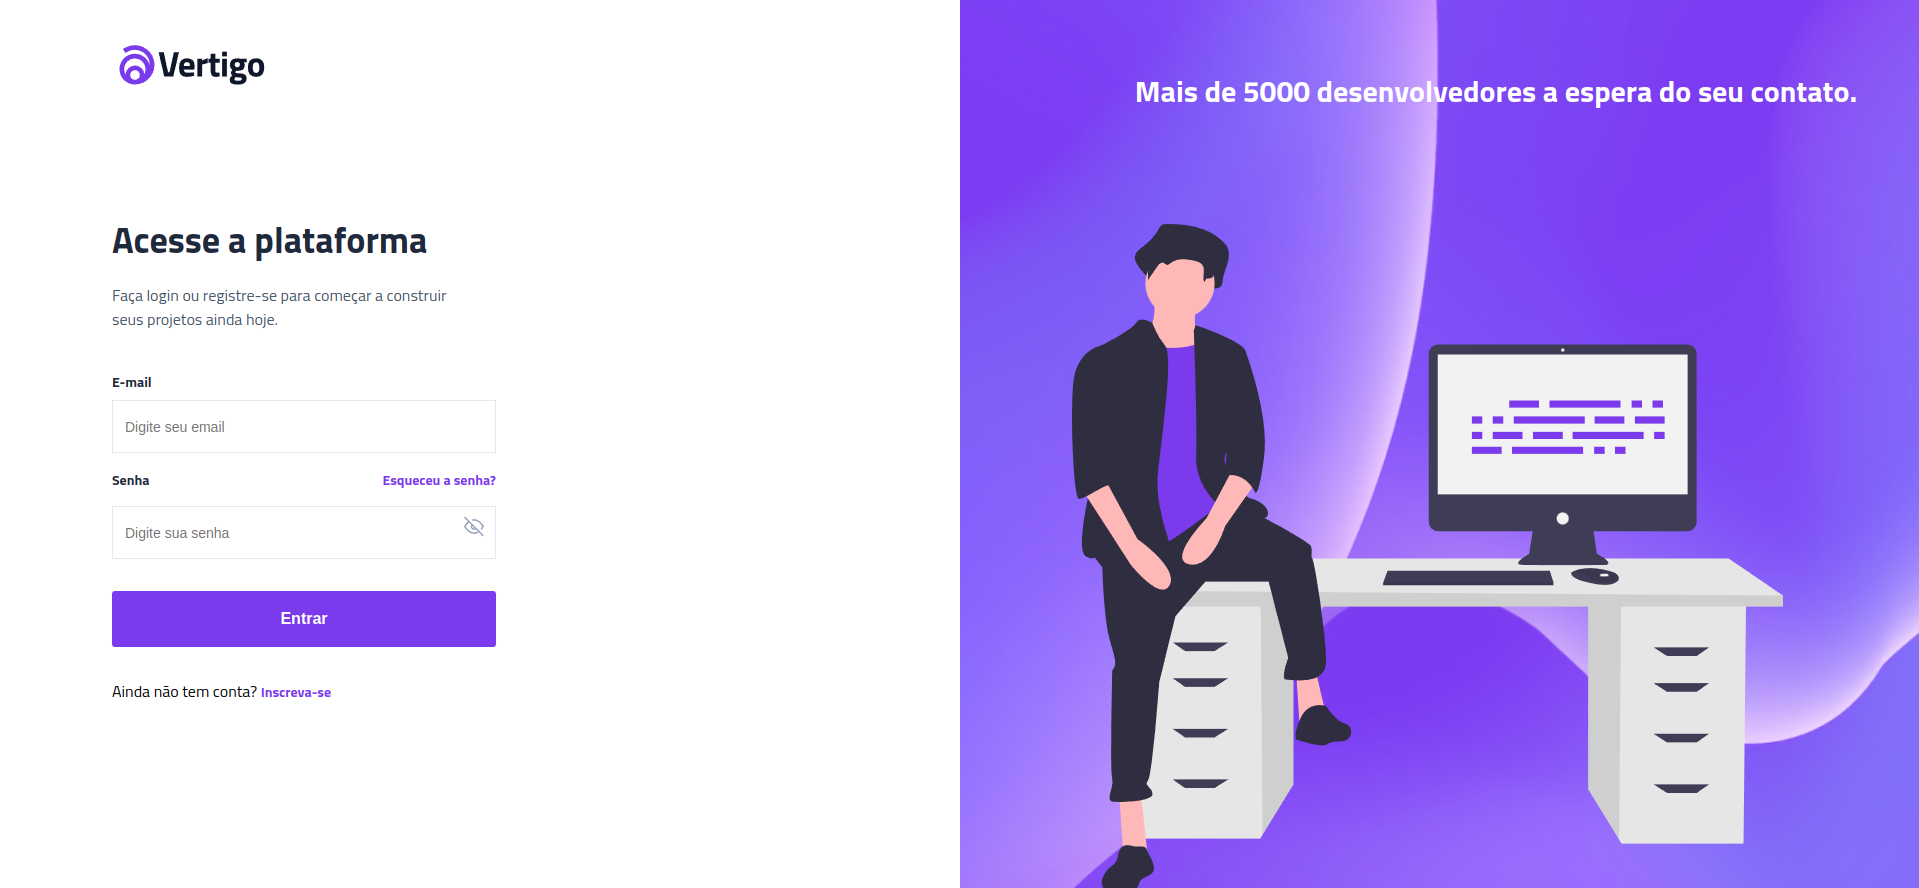 Vertigo
Acesse a plataforma
Faça login ou registre-se para começar a construir
seus projetos ainda hoje.
E-mail
Digite seu email
Senha
Esqueceu a senha?
Digite sua senha
Entrar
Ainda não tem conta? Inscreva-se
Mais de 5000 desenvolvedores a espera do seu contato.